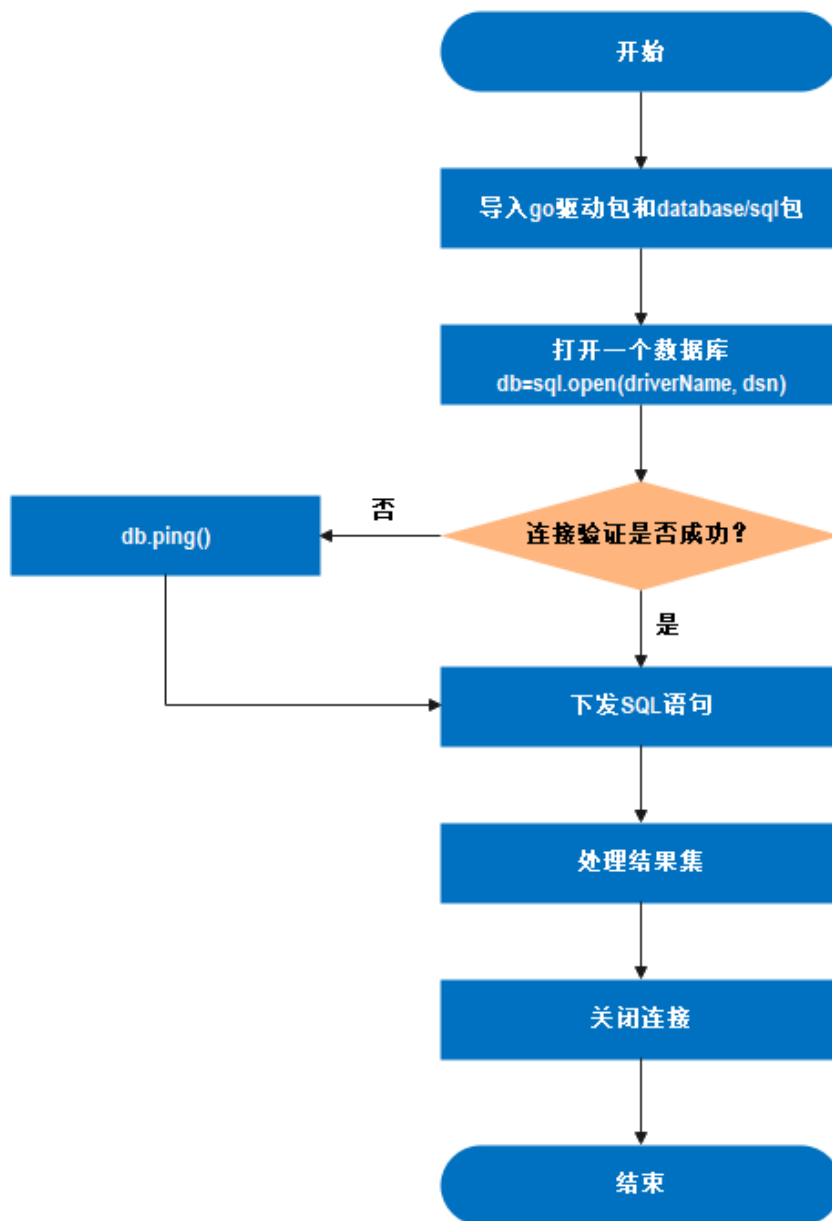 开始
导入go驱动包和database/sql包
打开一个数据库
db=sql.open(driverName, dsn)
连接验证是否成功?
否
db.ping()
是
下发SQL语句
处理结果集
关闭连接
结束